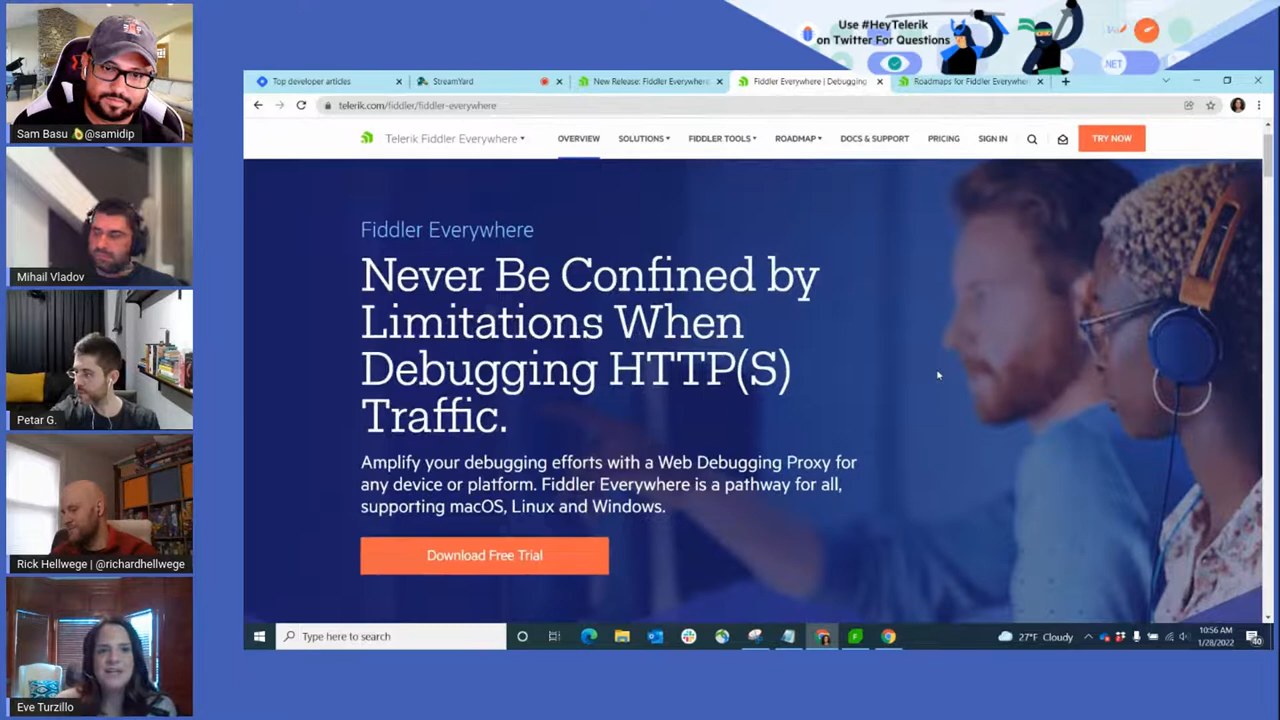 Use #HeyTelerik
on Twitter For Questions
.NET
Sam Basu 🥑@samidip
Mihail Vladov
Petar G.
Rick Hellwege | @richardhellwege
Eve Turzillo
Top developer articles
StreamYard
New Release: Fiddler Everywhere
Fiddler Everywhere | Debugging
Roadmaps for Fiddler Everywhere
telerik.com/fiddler/fiddler-everywhere
Telerik Fiddler Everywhere
OVERVIEW SOLUTIONS FIDDLER TOOLS ROADMAP DOCS & SUPPORT PRICING SIGN IN TRY NOW
Fiddler Everywhere
Never Be Confined by
Limitations When
Debugging HTTP(S)
Traffic.
Amplify your debugging efforts with a Web Debugging Proxy for
any device or platform. Fiddler Everywhere is a pathway for all,
supporting macOS, Linux and Windows.
Download Free Trial
Type here to search
27°F Cloudy
10:56 AM
1/28/2022
40